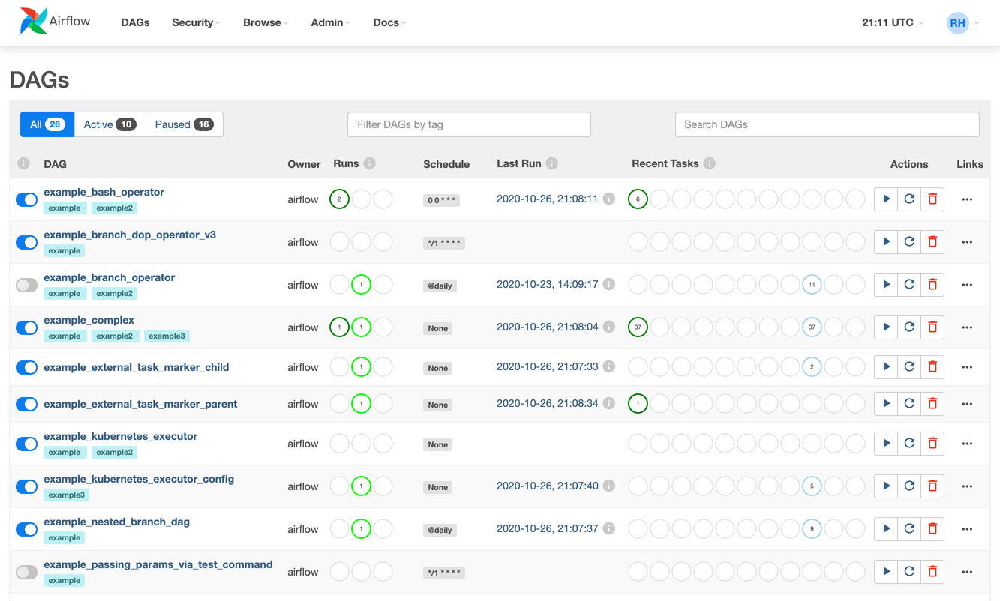 Airflow DAGs Security Browse Admin Docs 21:11 UTC RH
DAGs
All 26 Active 10 Paused 16 Filter DAGs by tag Search DAGs
i DAG Owner Runs i Schedule Last Run i Recent Tasks i Actions Links
example_bash_operator
example example2 airflow 2 0 0 * * * 2020-10-26, 21:08:11 i 6
example_branch_dop_operator_v3
example airflow */1 * * * *
example_branch_operator
example example2 airflow 1 @daily 2020-10-23, 14:09:17 i 11
example_complex
example example2 example3 airflow 1 1 None 2020-10-26, 21:08:04 i 37 37
example_external_task_marker_child airflow 1 None 2020-10-26, 21:07:33 i 2
example_external_task_marker_parent airflow 1 None 2020-10-26, 21:08:34 i 1
example_kubernetes_executor
example example2 airflow None
example_kubernetes_executor_config
example3 airflow 1 None 2020-10-26, 21:07:40 i 5
example_nested_branch_dag
example airflow 1 @daily 2020-10-26, 21:07:37 i 9
example_passing_params_via_test_command
example airflow */1 * * * *